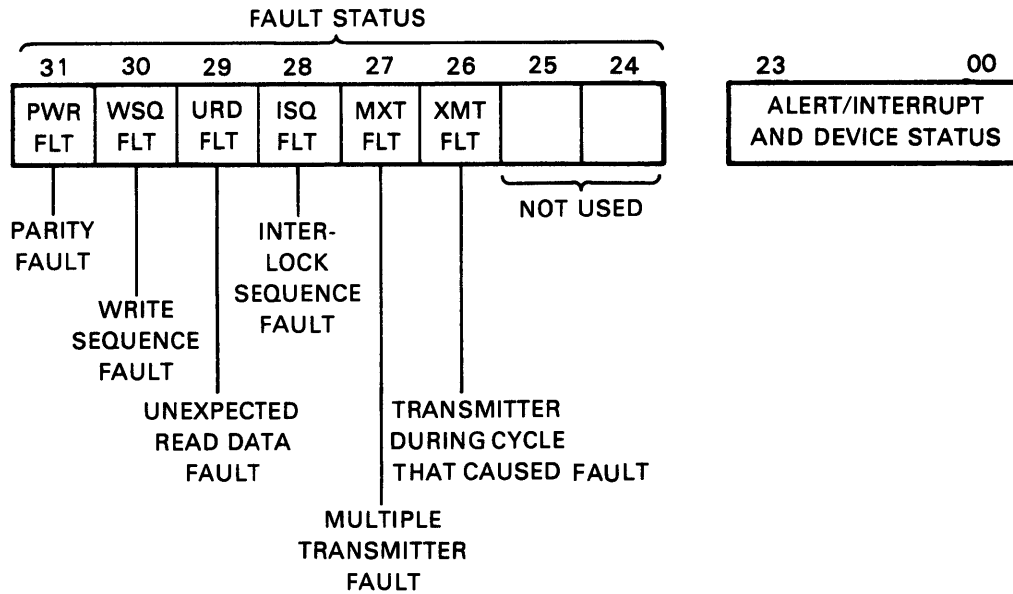 FAULT STATUS
31 30 29 28 27 26 25 24 23 00
PWR FLT
WSQ FLT
URD FLT
ISQ FLT
MXT FLT
XMT FLT
ALERT/INTERRUPT
AND DEVICE STATUS
NOT USED
PARITY
FAULT
INTER-
LOCK
SEQUENCE
FAULT
WRITE
SEQUENCE
FAULT
UNEXPECTED
READ DATA
FAULT
TRANSMITTER
DURING CYCLE
THAT CAUSED FAULT
MULTIPLE
TRANSMITTER
FAULT